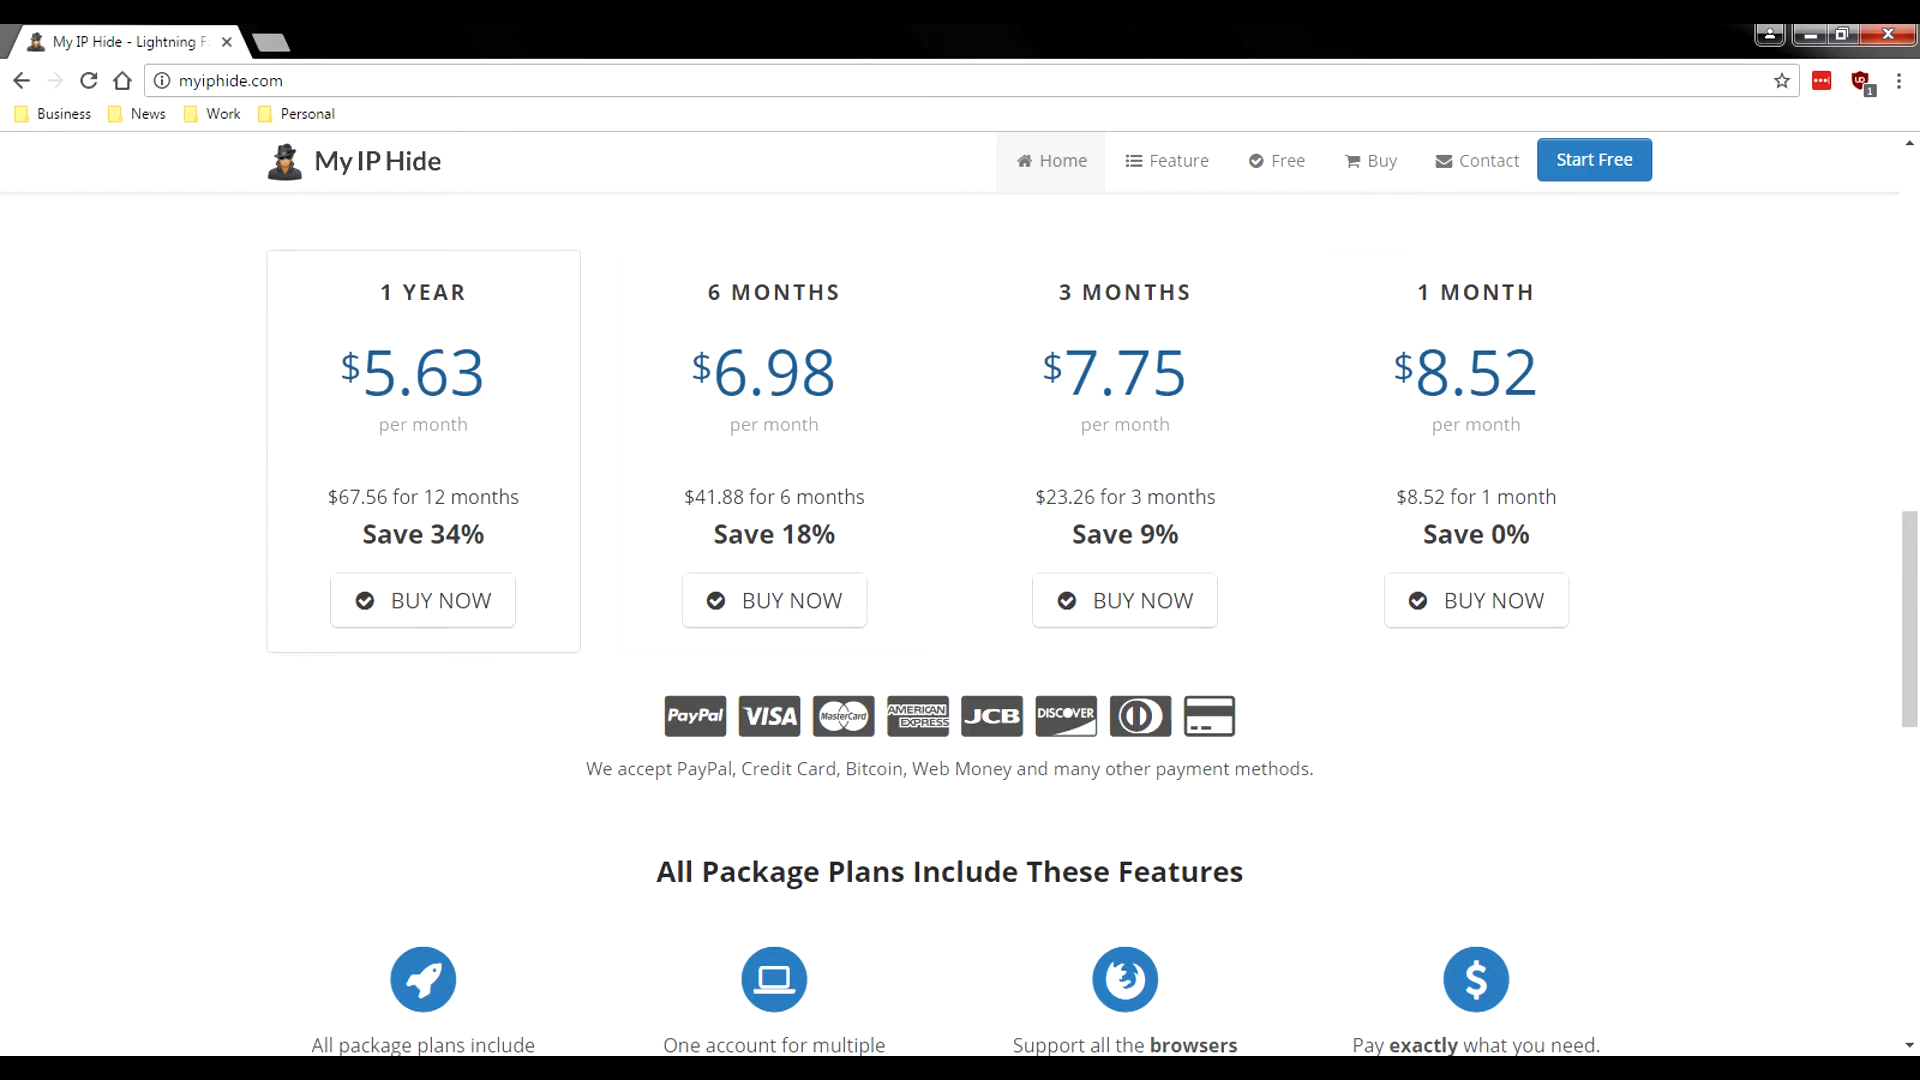 My IP Hide - Lightning F
myiphide.com
1
Business News Work Personal
My IP Hide
Home Feature Free Buy Contact Start Free
1 YEAR 6 MONTHS 3 MONTHS 1 MONTH
$5.63 $6.98 $7.75 $8.52
per month per month per month per month
$67.56 for 12 months $41.88 for 6 months $23.26 for 3 months $8.52 for 1 month
Save 34% Save 18% Save 9% Save 0%
BUY NOW BUY NOW BUY NOW BUY NOW
PayPal VISA MasterCard AMERICAN EXPRESS JCB DISCOVER
We accept PayPal, Credit Card, Bitcoin, Web Money and many other payment methods.
All Package Plans Include These Features
$
All package plans include One account for multiple Support all the browsers Pay exactly what you need.